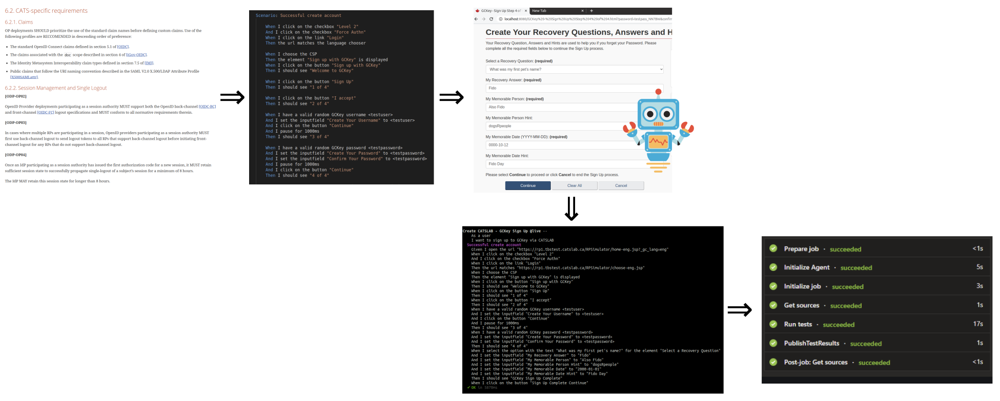 6.2. CATS-specific requirements
6.2.1. Claims
OP deployments SHOULD prioritize the use of the standard claim names before defining custom claims. Use of the
following profiles are RECCOMENDED in descending order of preference:
• The standard OpenID Connect claims defined in section 5.1 of [OIDC].
• The claims associated with the doc scope described in section 4 of [iGov-OIDC].
• The Identity Metasystem Interoperability claim types defined in section 7.5 of [IMI].
• Public claims that follow the URI naming convention described in the SAML V2.0 X.500/LDAP Attribute Profile
[X500SAMLattr].
6.2.2. Session Management and Single Logout
[ODP-OP02]
OpenID Provider deployments participating as a session authority MUST support both the OpenID back-channel [OIDC-BC]
and front-channel [OIDC-FC] logout specifications and MUST conform to all normative requirements therein.
[ODP-OP03]
In cases where multiple RPs are participating in a session, OpenID providers participating as a session authority MUST
first use back-channel logout to send logout tokens to all RPs that support back-channel logout before initiating front-
channel logout for any RPs that do not support back-channel logout.
[ODP-OP04]
Once an IdP participating as a session authority has issued the first authorization code for a new session, it MUST retain
sufficient session state to successfully propagate single-logout of a subject's session for a minimum of 8 hours.
The IdP MAY retain this session state for longer than 8 hours.
Scenario: Successful create account
When I click on the checkbox "Level 2"
And I click on the checkbox "Force Authn"
When I click on the link "Login"
Then the url matches the language chooser
When I choose the CSP
Then the element "Sign up with GCKey" is displayed
When I click on the button "Sign up with GCKey"
Then I should see "Welcome to GCKey"
When I click on the button "Sign Up"
Then I should see "1 of 4"
When I click on the button "I accept"
Then I should see "2 of 4"
When I have a valid random GCKey username <testuser>
And I set the inputfield "Create Your Username" to <testuser>
And I click on the button "Continue"
And I pause for 1000ms
Then I should see "3 of 4"
When I have a valid random GCKey password <testpassword>
And I set the inputfield "Create Your Password" to <testpassword>
And I set the inputfield "Confirm Your Password" to <testpassword>
And I pause for 1000ms
And I click on the button "Continue"
Then I should see "4 of 4"
GCKey - Sign Up Step 4 of × New Tab × +
localhost:8080/GCKey%20-%20Sign%20Up%20Step%204%20of%204.html?password=testpass_NN7BW&confirm
Create Your Recovery Questions, Answers and H
Your Recovery Question, Answers and Hints are used to help you if you forget your Password. Please
complete all the required fields below to continue the Sign Up process.
Select a Recovery Question: (required)
What was my first pet's name?
My Recovery Answer: (required)
Fido
My Memorable Person: (required)
Also Fido
My Memorable Person Hint:
dogsRpeople
My Memorable Date (YYYY-MM-DD): (required)
0000-10-12
My Memorable Date Hint:
Fido Day
Please select Continue to proceed or click Cancel to end the Sign Up process.
Continue Clear All Cancel
Create CATSLAB - GCKey Sign Up @live --
As a user
I want to sign up to GCKey via CATSLAB
Successful create account
Given I open the url "https://rp1.tbstest.catslab.ca/RPSimulator/home-eng.jsp?_gc_lang=eng"
When I click on the checkbox "Level 2"
And I click on the checkbox "Force Authn"
When I click on the link "Login"
Then the url matches "https://rp1.tbstest.catslab.ca/RPSimulator/choose-eng.jsp"
When I choose the CSP
Then the element "Sign up with GCKey" is displayed
When I click on the button "Sign up with GCKey"
Then I should see "Welcome to GCKey"
When I click on the button "Sign Up"
Then I should see "1 of 4"
When I click on the button "I accept"
Then I should see "2 of 4"
When I have a valid random GCKey username <testuser>
And I set the inputfield "Create Your Username" to <testuser>
And I click on the button "Continue"
And I pause for 1000ms
Then I should see "3 of 4"
When I have a valid random GCKey password <testpassword>
And I set the inputfield "Create Your Password" to <testpassword>
And I set the inputfield "Confirm Your Password" to <testpassword>
Then I should see "4 of 4"
When I select the option with the text "What was my first pet's name?" for the element "Select a Recovery Question"
And I set the inputfield "My Recovery Answer" to "Fido"
And I set the inputfield "My Memorable Person" to "Also Fido"
And I set the inputfield "My Memorable Person Hint" to "dogsRpeople"
And I set the inputfield "My Memorable Date" to "2000-01-01"
And I set the inputfield "My Memorable Date Hint" to "Fido Day"
Then I should see "GCKey Sign Up Complete"
When I click on the button "Sign Up Complete Continue"
✔ OK in 5870ms
Prepare job · succeeded <1s
Initialize Agent · succeeded 5s
Initialize job · succeeded 3s
Get sources · succeeded 1s
Run tests · succeeded 17s
PublishTestResults · succeeded 1s
Post-job: Get sources · succeeded <1s